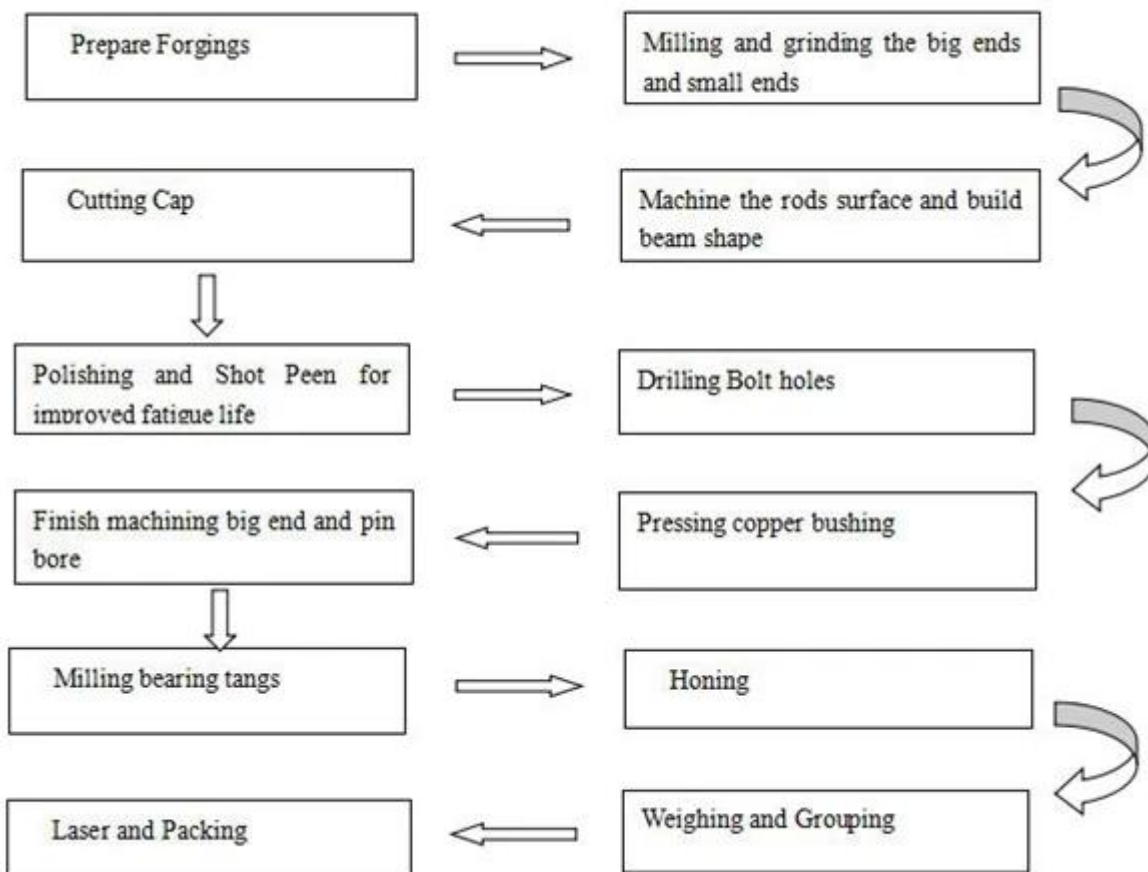 Prepare Forgings
Milling and grinding the big ends
and small ends
Machine the rods surface and build
beam shape
Cutting Cap
Polishing and Shot Peen for
improved fatigue life
Drilling Bolt holes
Pressing copper bushing
Finish machining big end and pin
bore
Milling bearing tangs
Honing
Weighing and Grouping
Laser and Packing